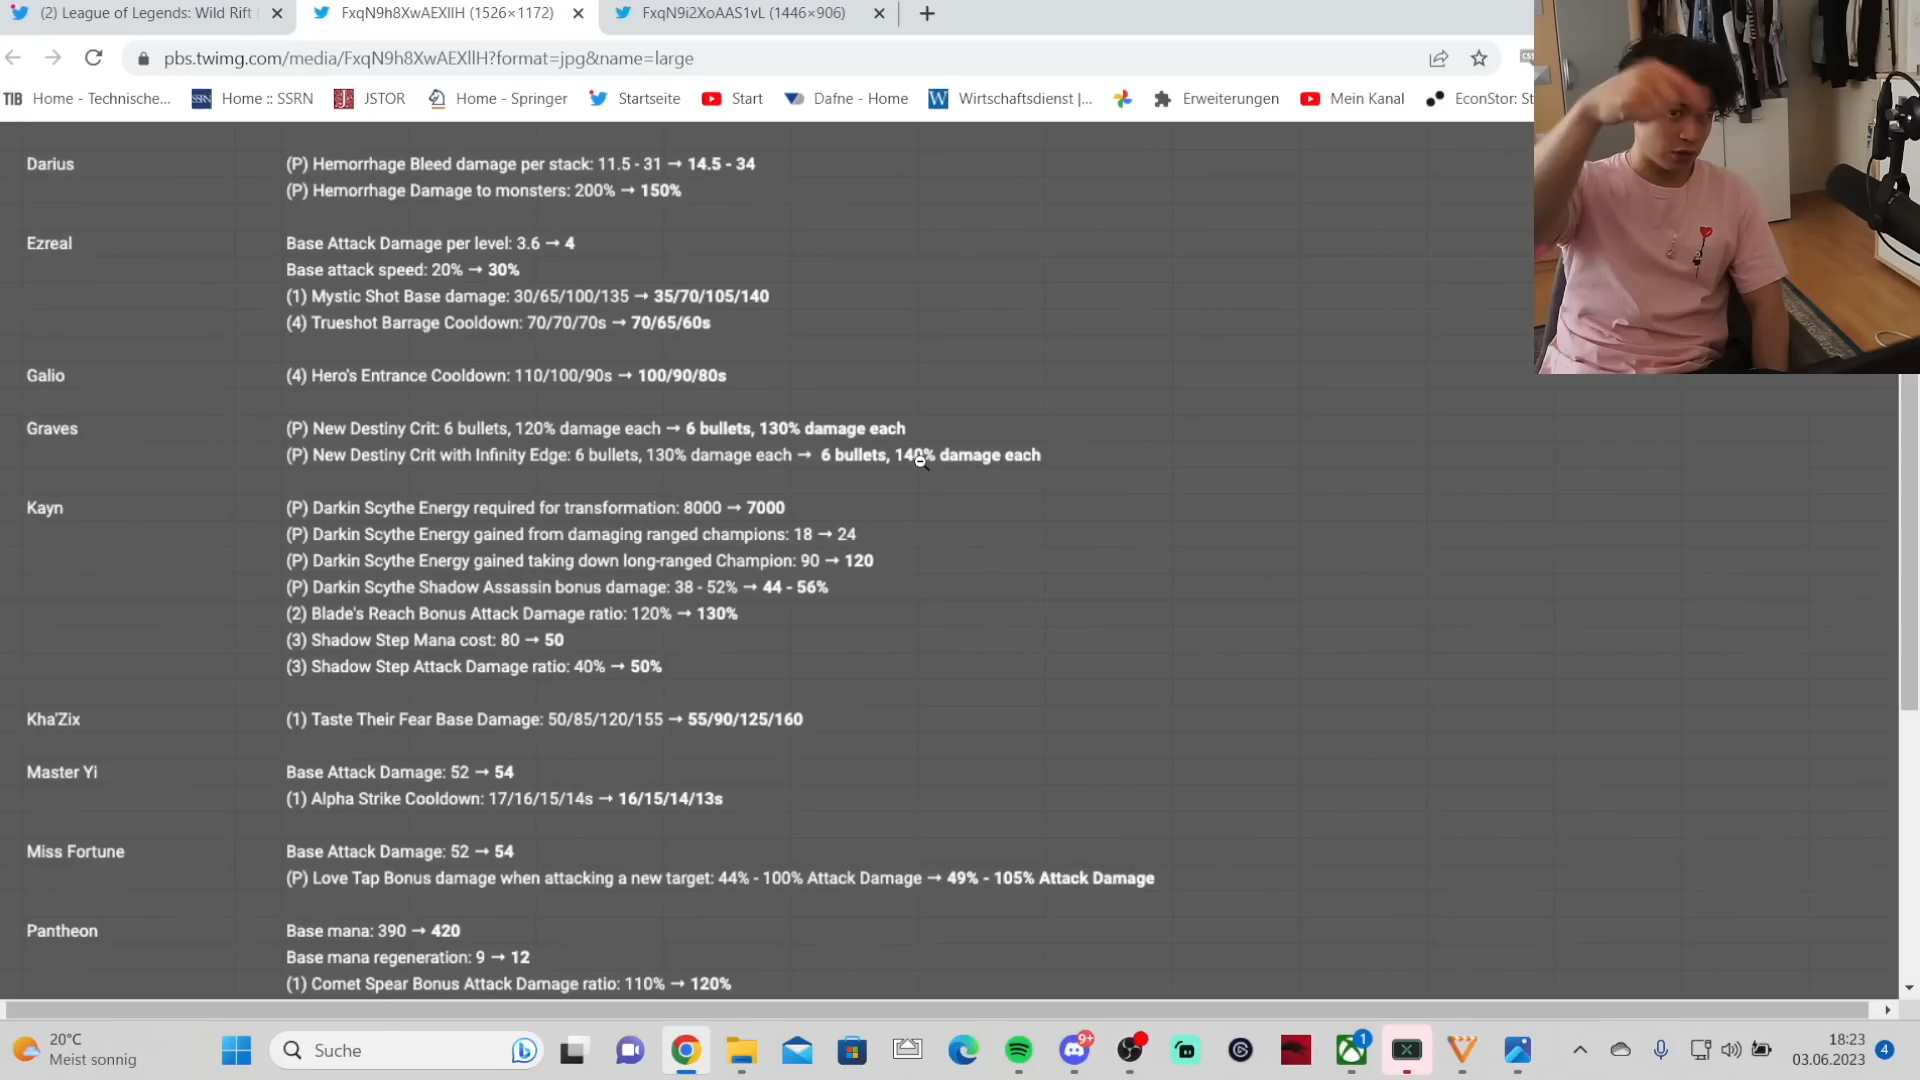 (2) League of Legends: Wild Rift
FxqN9h8XwAEXllH (1526×1172)
FxqN9i2XoAAS1vL (1446×906)
pbs.twimg.com/media/FxqN9h8XwAEXllH?format=jpg&name=large
TIB Home - Technische...
SSRN Home :: SSRN
JSTOR
Home - Springer
Startseite
Start
Dafne - Home
W Wirtschaftsdienst |...
Erweiterungen
Mein Kanal
EconStor: St
Darius
(P) Hemorrhage Bleed damage per stack: 11.5 - 31 → 14.5 - 34
(P) Hemorrhage Damage to monsters: 200% → 150%
Ezreal
Base Attack Damage per level: 3.6 → 4
Base attack speed: 20% → 30%
(1) Mystic Shot Base damage: 30/65/100/135 → 35/70/105/140
(4) Trueshot Barrage Cooldown: 70/70/70s → 70/65/60s
Galio
(4) Hero's Entrance Cooldown: 110/100/90s → 100/90/80s
Graves
(P) New Destiny Crit: 6 bullets, 120% damage each → 6 bullets, 130% damage each
(P) New Destiny Crit with Infinity Edge: 6 bullets, 130% damage each → 6 bullets, 140% damage each
Kayn
(P) Darkin Scythe Energy required for transformation: 8000 → 7000
(P) Darkin Scythe Energy gained from damaging ranged champions: 18 → 24
(P) Darkin Scythe Energy gained taking down long-ranged Champion: 90 → 120
(P) Darkin Scythe Shadow Assassin bonus damage: 38 - 52% → 44 - 56%
(2) Blade's Reach Bonus Attack Damage ratio: 120% → 130%
(3) Shadow Step Mana cost: 80 → 50
(3) Shadow Step Attack Damage ratio: 40% → 50%
Kha'Zix
(1) Taste Their Fear Base Damage: 50/85/120/155 → 55/90/125/160
Master Yi
Base Attack Damage: 52 → 54
(1) Alpha Strike Cooldown: 17/16/15/14s → 16/15/14/13s
Miss Fortune
Base Attack Damage: 52 → 54
(P) Love Tap Bonus damage when attacking a new target: 44% - 100% Attack Damage → 49% - 105% Attack Damage
Pantheon
Base mana: 390 → 420
Base mana regeneration: 9 → 12
(1) Comet Spear Bonus Attack Damage ratio: 110% → 120%
20°C
Meist sonnig
Suche
9+
1
18:23
03.06.2023
4